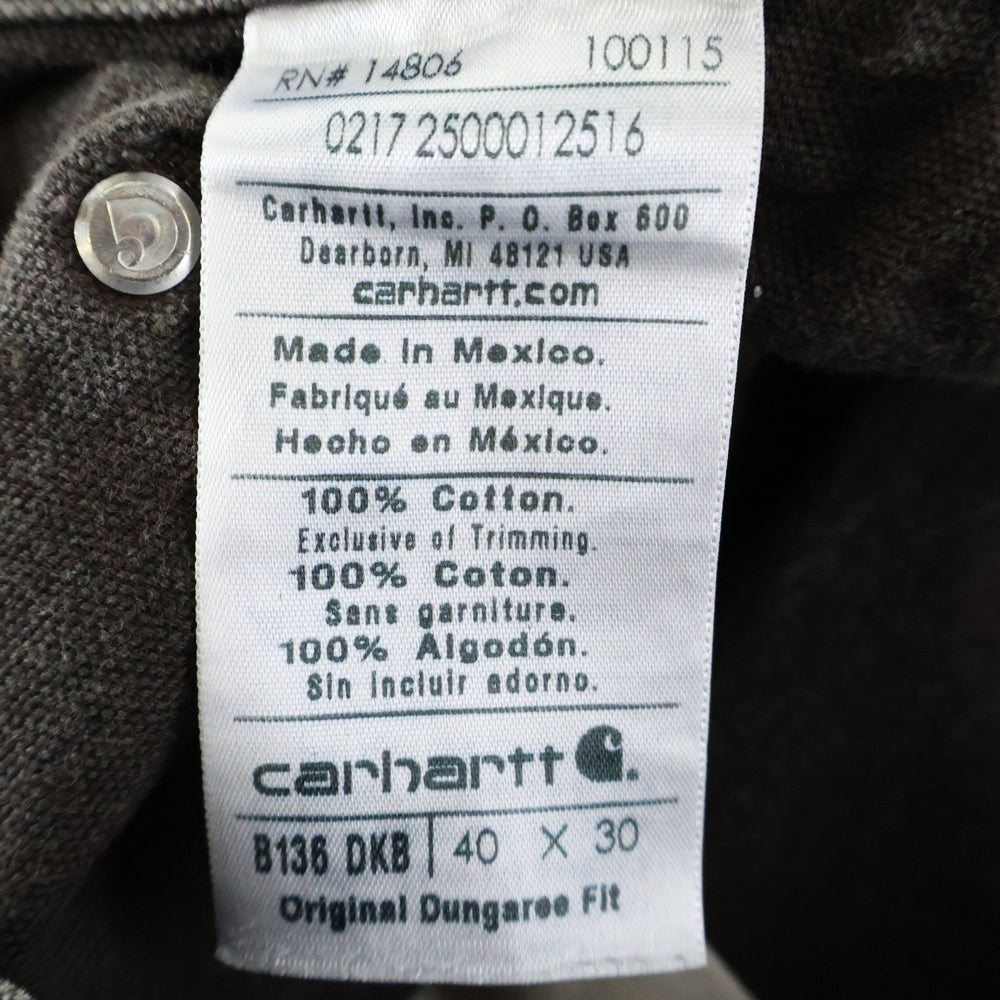 RN# 14806 100115
0217 2500012516
Carhartt, Inc. P. O. Box 600
Dearborn, MI 48121 USA
carhartt.com
Made in Mexico.
Fabriqué au Mexique.
Hecho en México.
100% Cotton.
Exclusive of Trimming.
100% Coton.
Sans garniture.
100% Algodón.
Sin incluir adorno.
carhartt
B136 DKB 40 X 30
Original Dungaree Fit